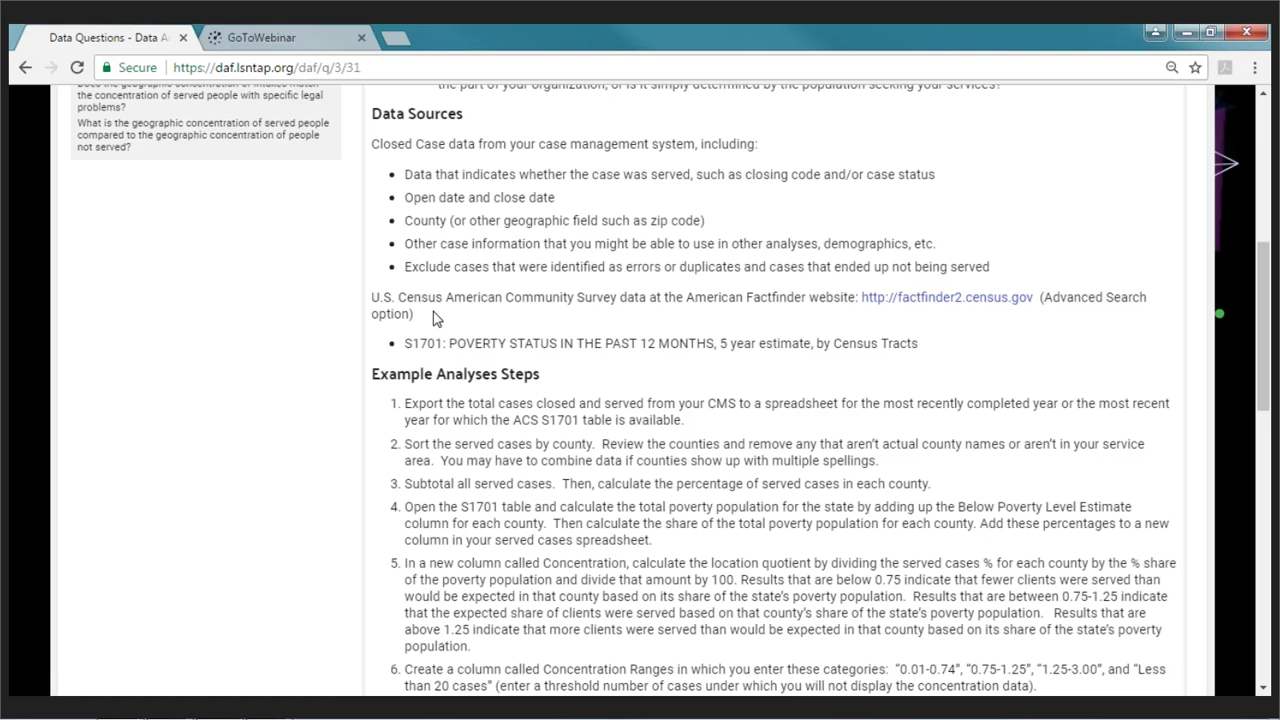 Data Questions - Data A
GoToWebinar
Secure https://daf.lsntap.org/daf/q/3/31
Does the geographic concentration of intakes match
the concentration of served people with specific legal
problems?
What is the geographic concentration of served people
compared to the geographic concentration of people
not served?
the part of your organization, or is it simply determined by the population seeking your services?
Data Sources
Closed Case data from your case management system, including:
• Data that indicates whether the case was served, such as closing code and/or case status
• Open date and close date
• County (or other geographic field such as zip code)
• Other case information that you might be able to use in other analyses, demographics, etc.
• Exclude cases that were identified as errors or duplicates and cases that ended up not being served
U.S. Census American Community Survey data at the American Factfinder website: http://factfinder2.census.gov (Advanced Search
option)
• S1701: POVERTY STATUS IN THE PAST 12 MONTHS, 5 year estimate, by Census Tracts
Example Analyses Steps
1. Export the total cases closed and served from your CMS to a spreadsheet for the most recently completed year or the most recent
year for which the ACS S1701 table is available.
2. Sort the served cases by county. Review the counties and remove any that aren't actual county names or aren't in your service
area. You may have to combine data if counties show up with multiple spellings.
3. Subtotal all served cases. Then, calculate the percentage of served cases in each county.
4. Open the S1701 table and calculate the total poverty population for the state by adding up the Below Poverty Level Estimate
column for each county. Then calculate the share of the total poverty population for each county. Add these percentages to a new
column in your served cases spreadsheet.
5. In a new column called Concentration, calculate the location quotient by dividing the served cases % for each county by the % share
of the poverty population and divide that amount by 100. Results that are below 0.75 indicate that fewer clients were served than
would be expected in that county based on its share of the state's poverty population. Results that are between 0.75-1.25 indicate
that the expected share of clients were served based on that county's share of the state's poverty population. Results that are
above 1.25 indicate that more clients were served than would be expected in that county based on its share of the state's poverty
population.
6. Create a column called Concentration Ranges in which you enter these categories: “0.01-0.74”, “0.75-1.25”, “1.25-3.00”, and “Less
than 20 cases” (enter a threshold number of cases under which you will not display the concentration data).